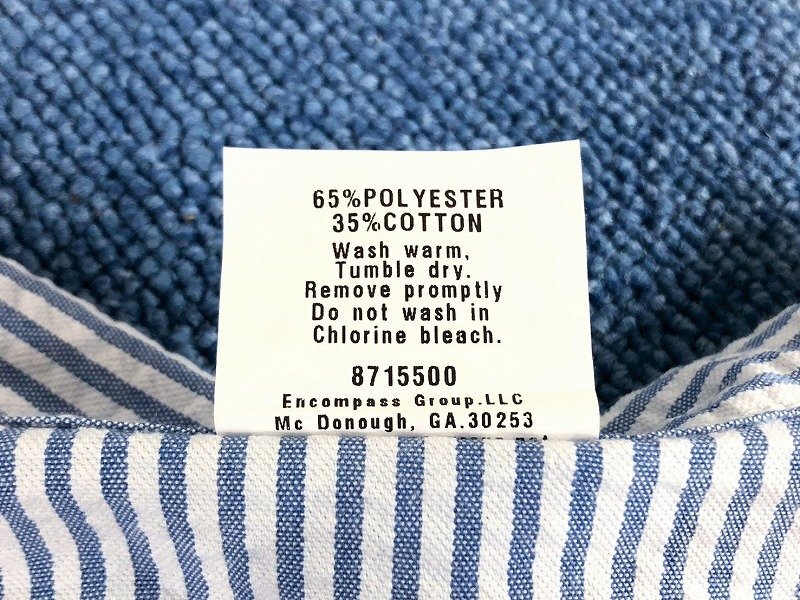 65%POLYESTER
35%COTTON
Wash warm,
Tumble dry.
Remove promptly
Do not wash in
Chlorine bleach.
8715500
Encompass Group.LLC
Mc Donough, GA.30253